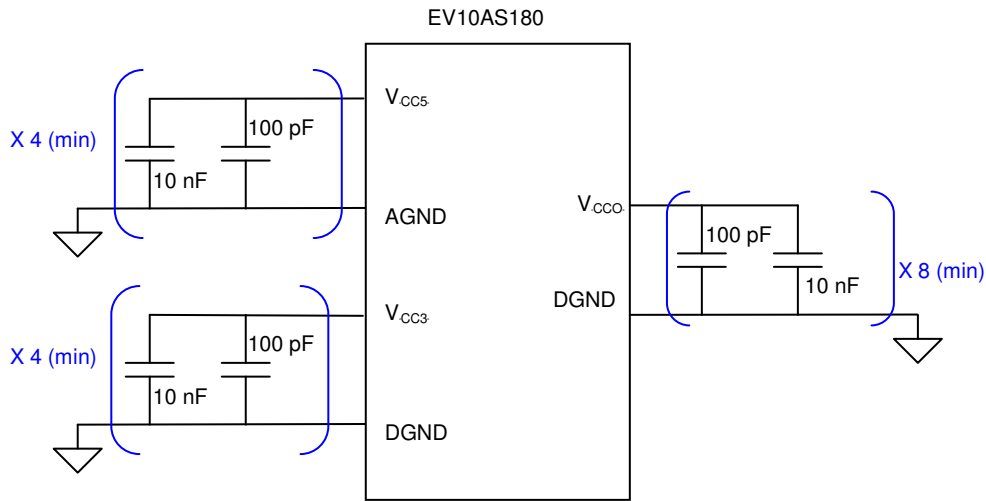 EV10AS180
VCC5
100 pF
X 4 (min)
10 nF
AGND
VCCO
100 pF
X 8 (min)
10 nF
DGND
VCC3
100 pF
X 4 (min)
10 nF
DGND